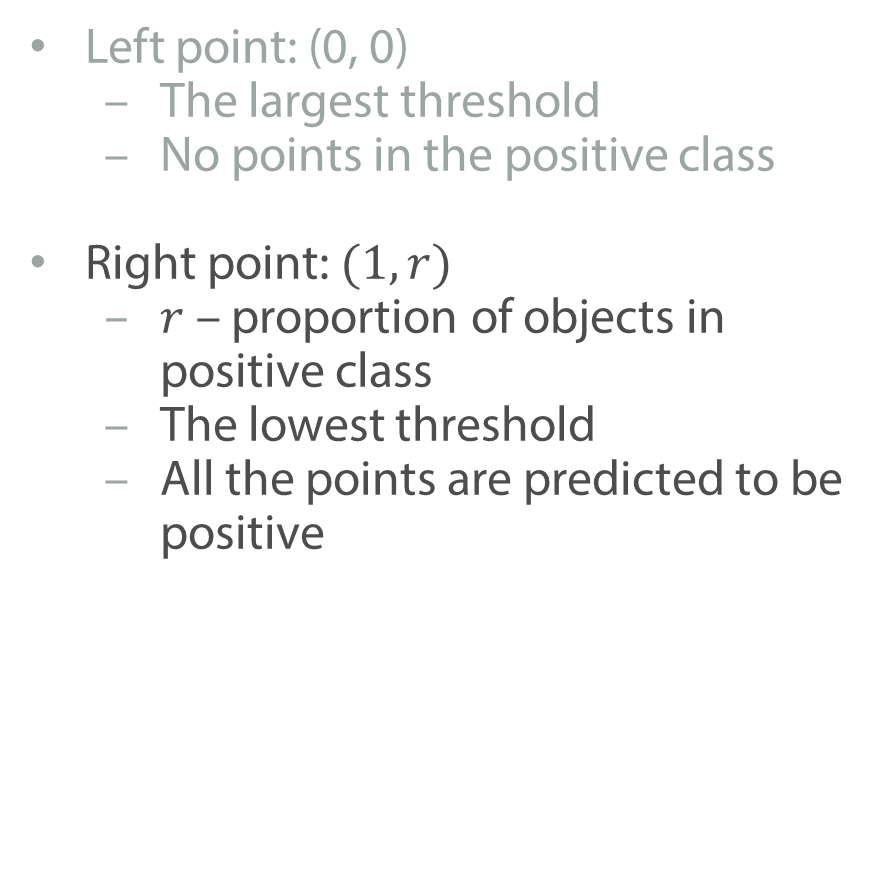 • Left point: (0, 0)
– The largest threshold
– No points in the positive class
• Right point: (1, r)
– r – proportion of objects in
positive class
– The lowest threshold
– All the points are predicted to be
positive